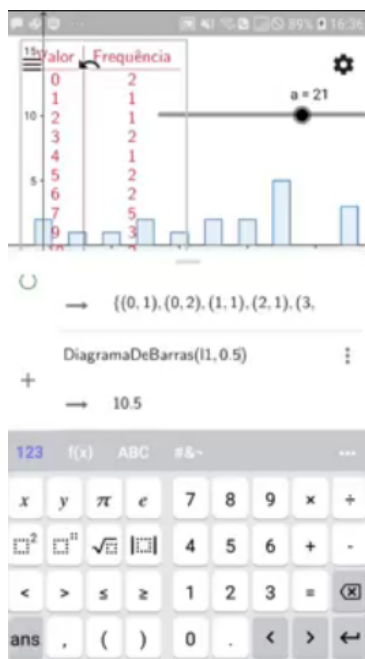 89% 16:36
15 Valor Frequência
0 2
1 1
a = 21
10 2 1
3 2
4 1
5 5 2
6 2
7 5
9 3
{(0, 1), (0, 2), (1, 1), (2, 1), (3,
DiagramaDeBarras(l1, 0.5)
+
→ 10.5
123 f(x) ABC #&¬ ...
x y π e 7 8 9 × ÷
4 5 6 + -
< > ≤ ≥ 1 2 3 =
ans , ( ) 0 . < >